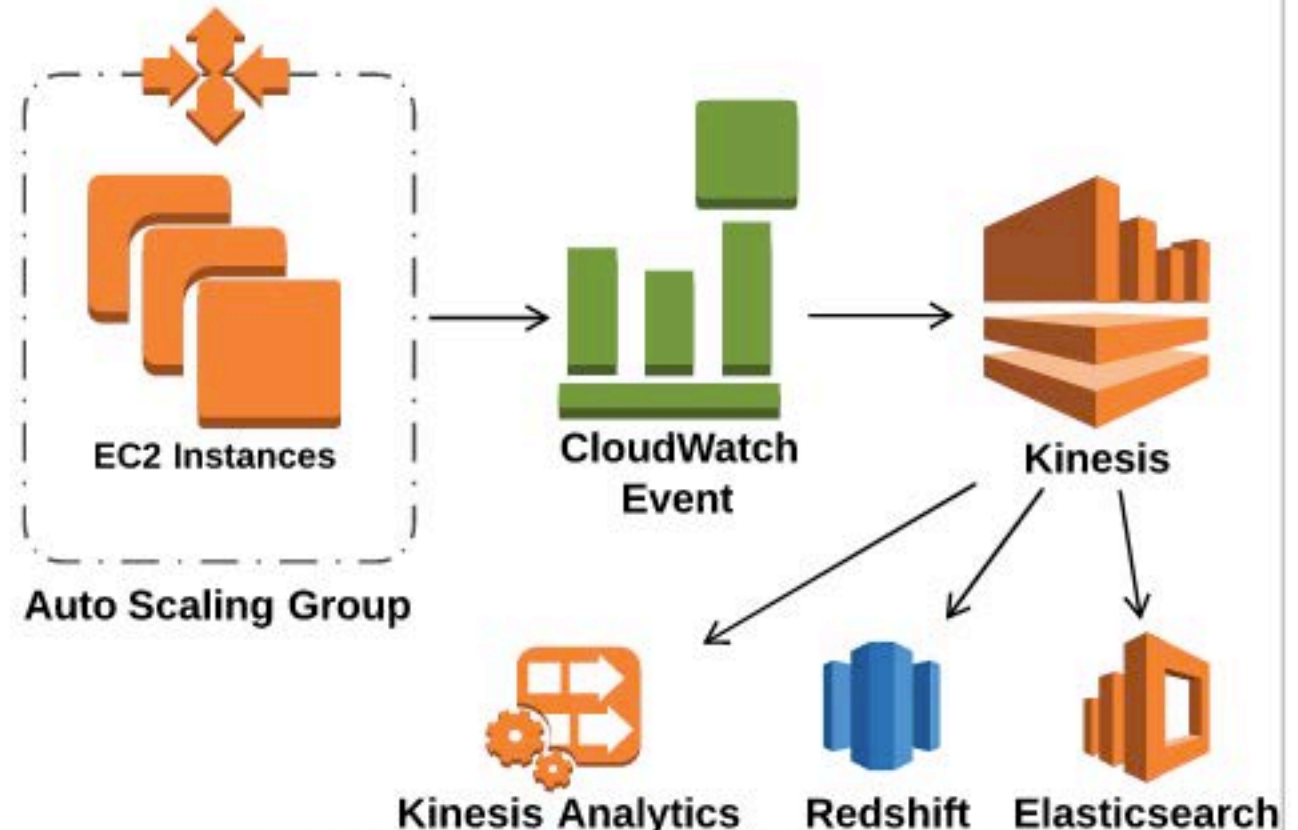 EC2 Instances
Auto Scaling Group
CloudWatch
Event
Kinesis
Kinesis Analytics
Redshift
Elasticsearch